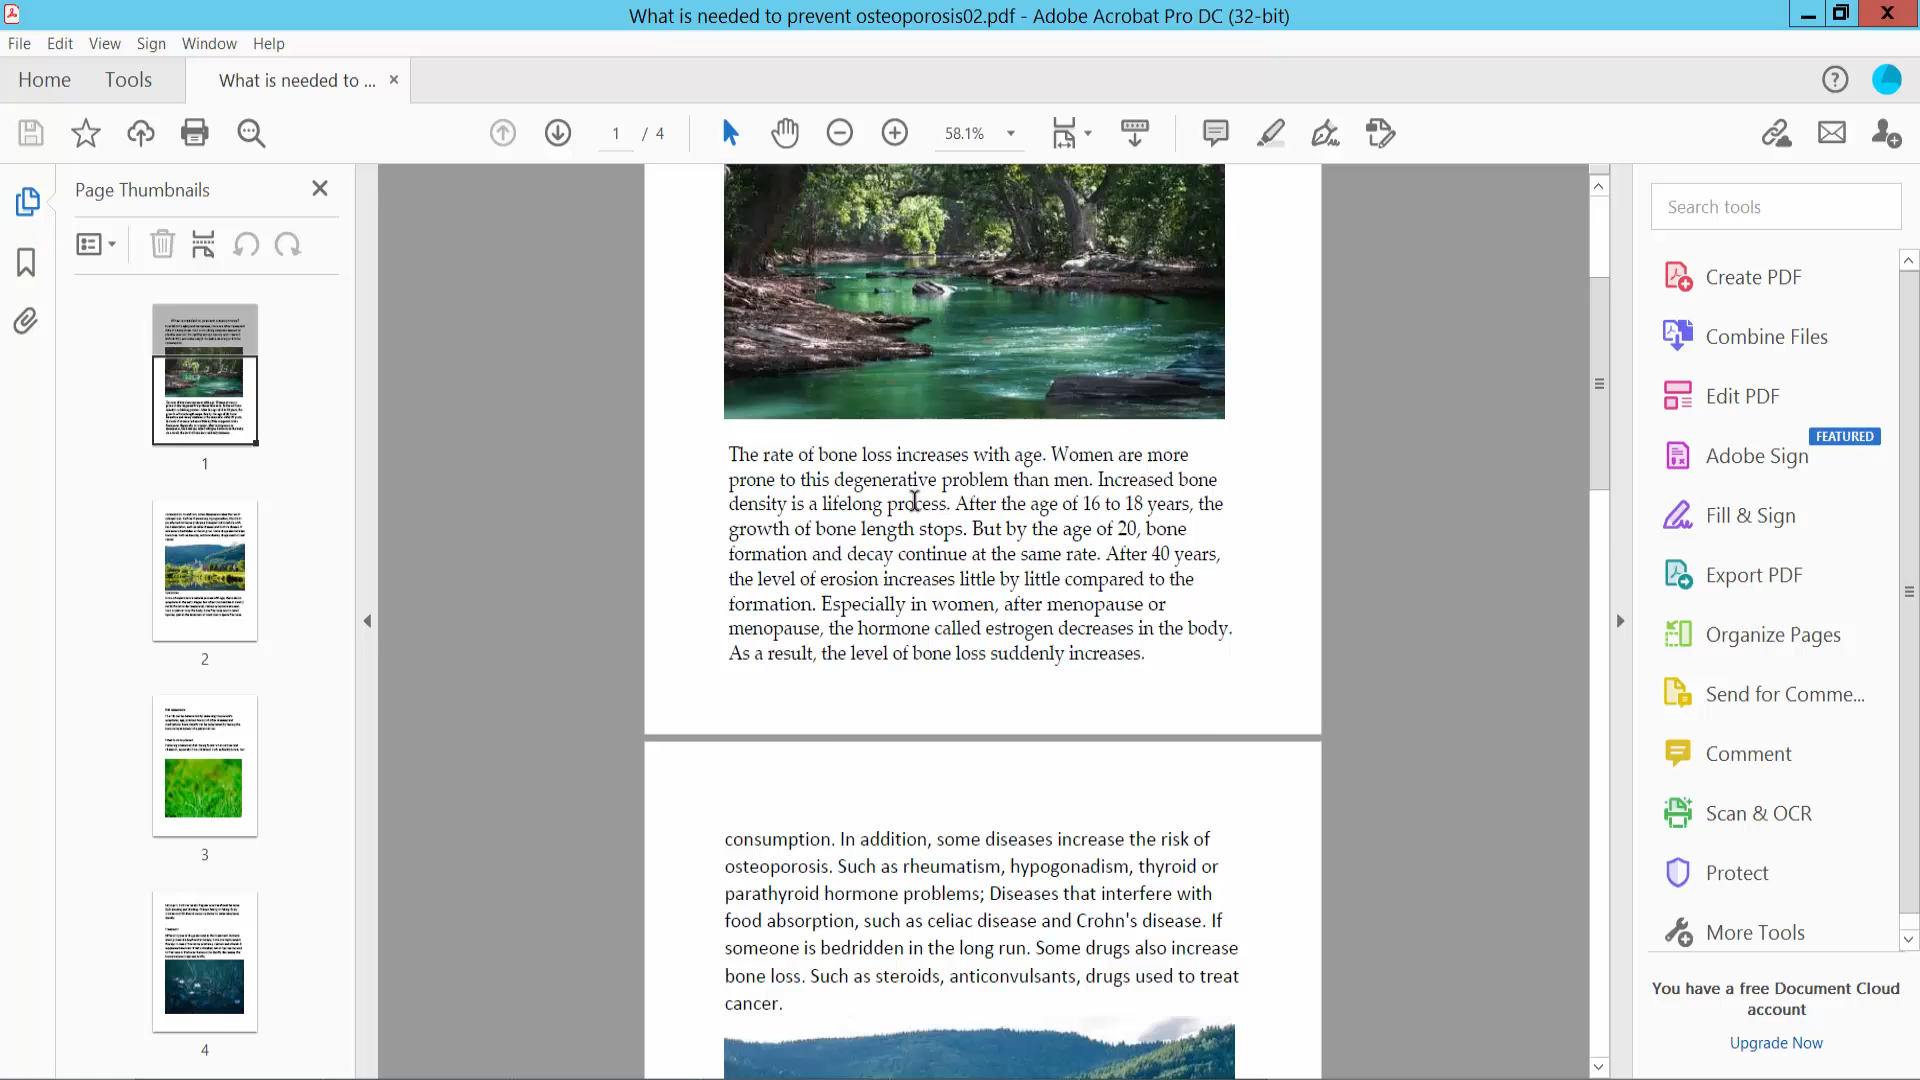 What is needed to prevent osteoporosis02.pdf - Adobe Acrobat Pro DC (32-bit)
File Edit View Sign Window Help
Home Tools What is needed to ...
1 / 4 58.1%
Page Thumbnails
1
2
3
4
The rate of bone loss increases with age. Women are more
prone to this degenerative problem than men. Increased bone
density is a lifelong process. After the age of 16 to 18 years, the
growth of bone length stops. But by the age of 20, bone
formation and decay continue at the same rate. After 40 years,
the level of erosion increases little by little compared to the
formation. Especially in women, after menopause or
menopause, the hormone called estrogen decreases in the body.
As a result, the level of bone loss suddenly increases.
consumption. In addition, some diseases increase the risk of
osteoporosis. Such as rheumatism, hypogonadism, thyroid or
parathyroid hormone problems; Diseases that interfere with
food absorption, such as celiac disease and Crohn's disease. If
someone is bedridden in the long run. Some drugs also increase
bone loss. Such as steroids, anticonvulsants, drugs used to treat
cancer.
Search tools
Create PDF
Combine Files
Edit PDF
FEATURED
Adobe Sign
Fill & Sign
Export PDF
Organize Pages
Send for Comme...
Comment
Scan & OCR
Protect
More Tools
You have a free Document Cloud
account
Upgrade Now